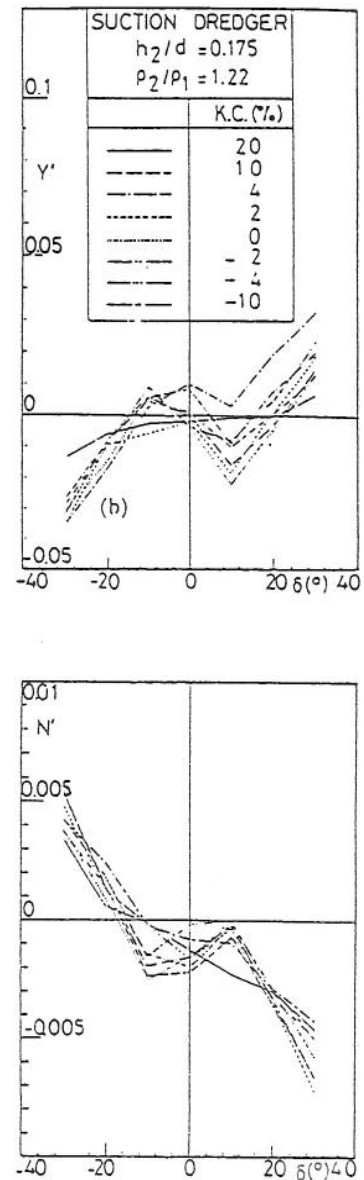 SUCTION DREDGER
h2/d = 0.175
ρ2/ρ1 = 1.22
K.C. (%)
20
10
4
2
0
- 2
- 4
-10
0.1
Y'
0.05
0
(b)
-0.05
-40 -20 0 20 δ(°) 40
0.01
N'
0.005
0
-0.005
-40 -20 0 20 δ(°) 40